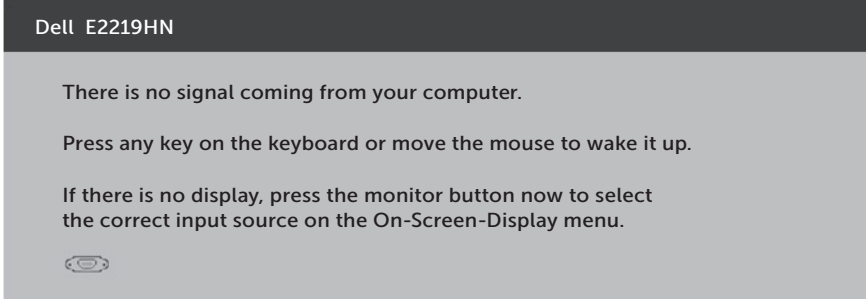 Dell E2219HN
There is no signal coming from your computer.
Press any key on the keyboard or move the mouse to wake it up.
If there is no display, press the monitor button now to select
the correct input source on the On-Screen-Display menu.